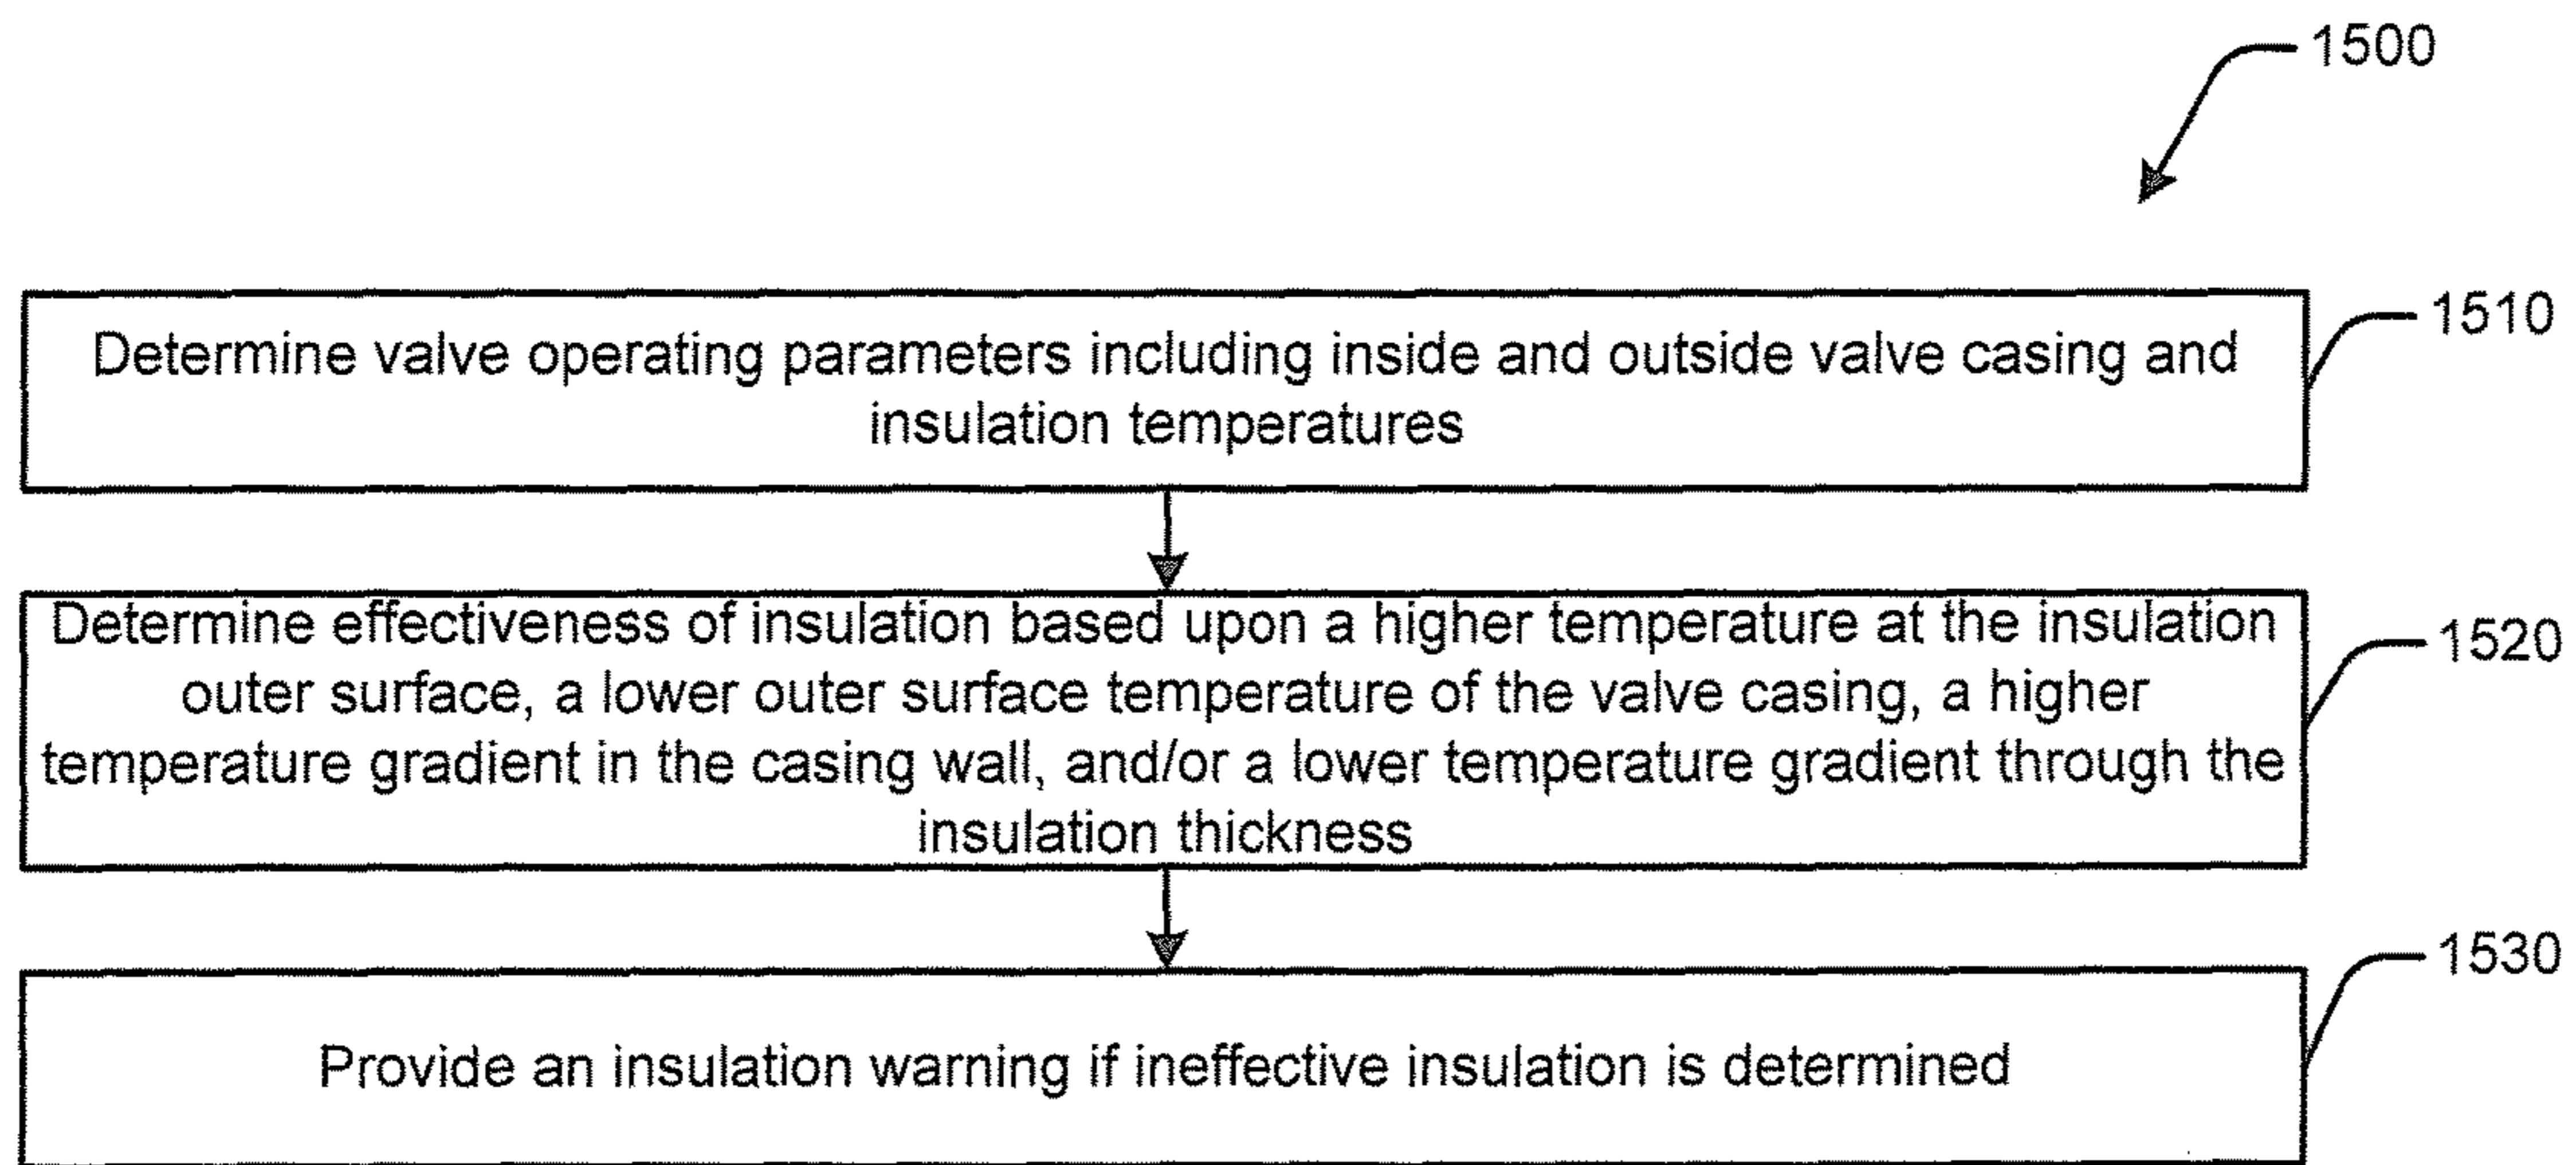 1500
Determine valve operating parameters including inside and outside valve casing and
insulation temperatures
1510
Determine effectiveness of insulation based upon a higher temperature at the insulation
outer surface, a lower outer surface temperature of the valve casing, a higher
temperature gradient in the casing wall, and/or a lower temperature gradient through the
insulation thickness
1520
Provide an insulation warning if ineffective insulation is determined
1530